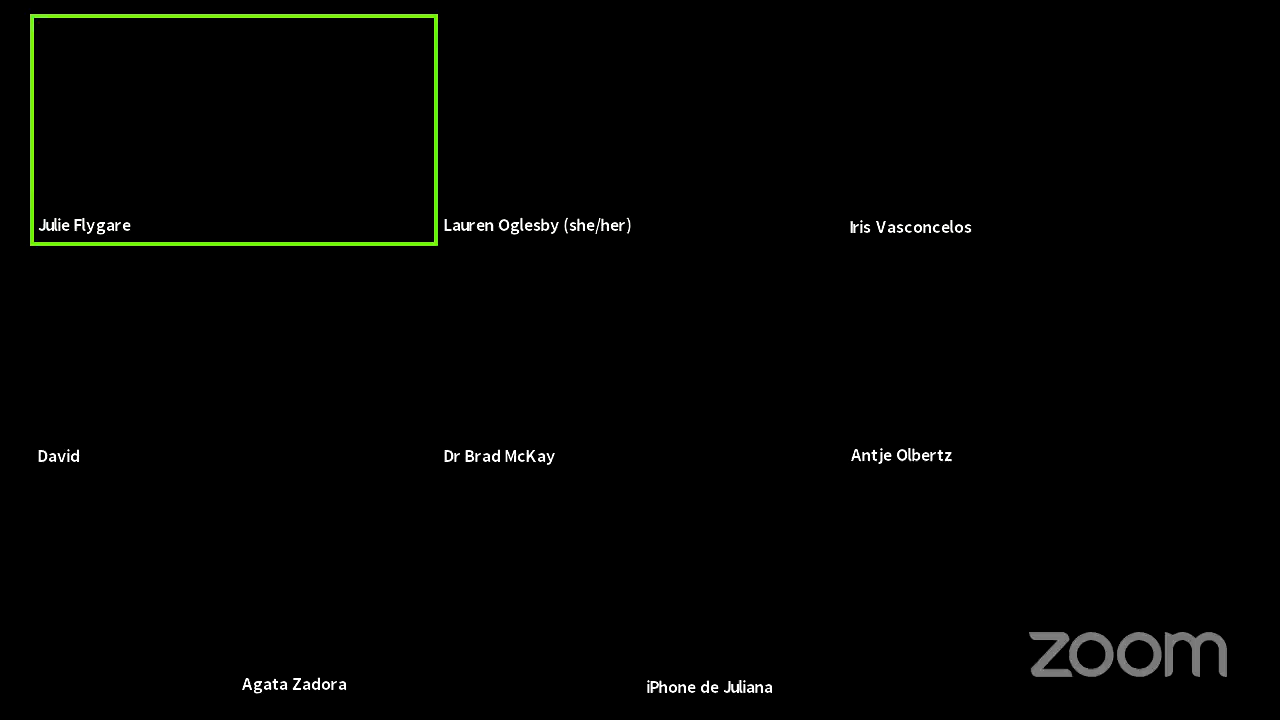 Julie Flygare
Lauren Oglesby (she/her)
Iris Vasconcelos
David
Dr Brad McKay
Antje Olbertz
Agata Zadora
iPhone de Juliana
zoom